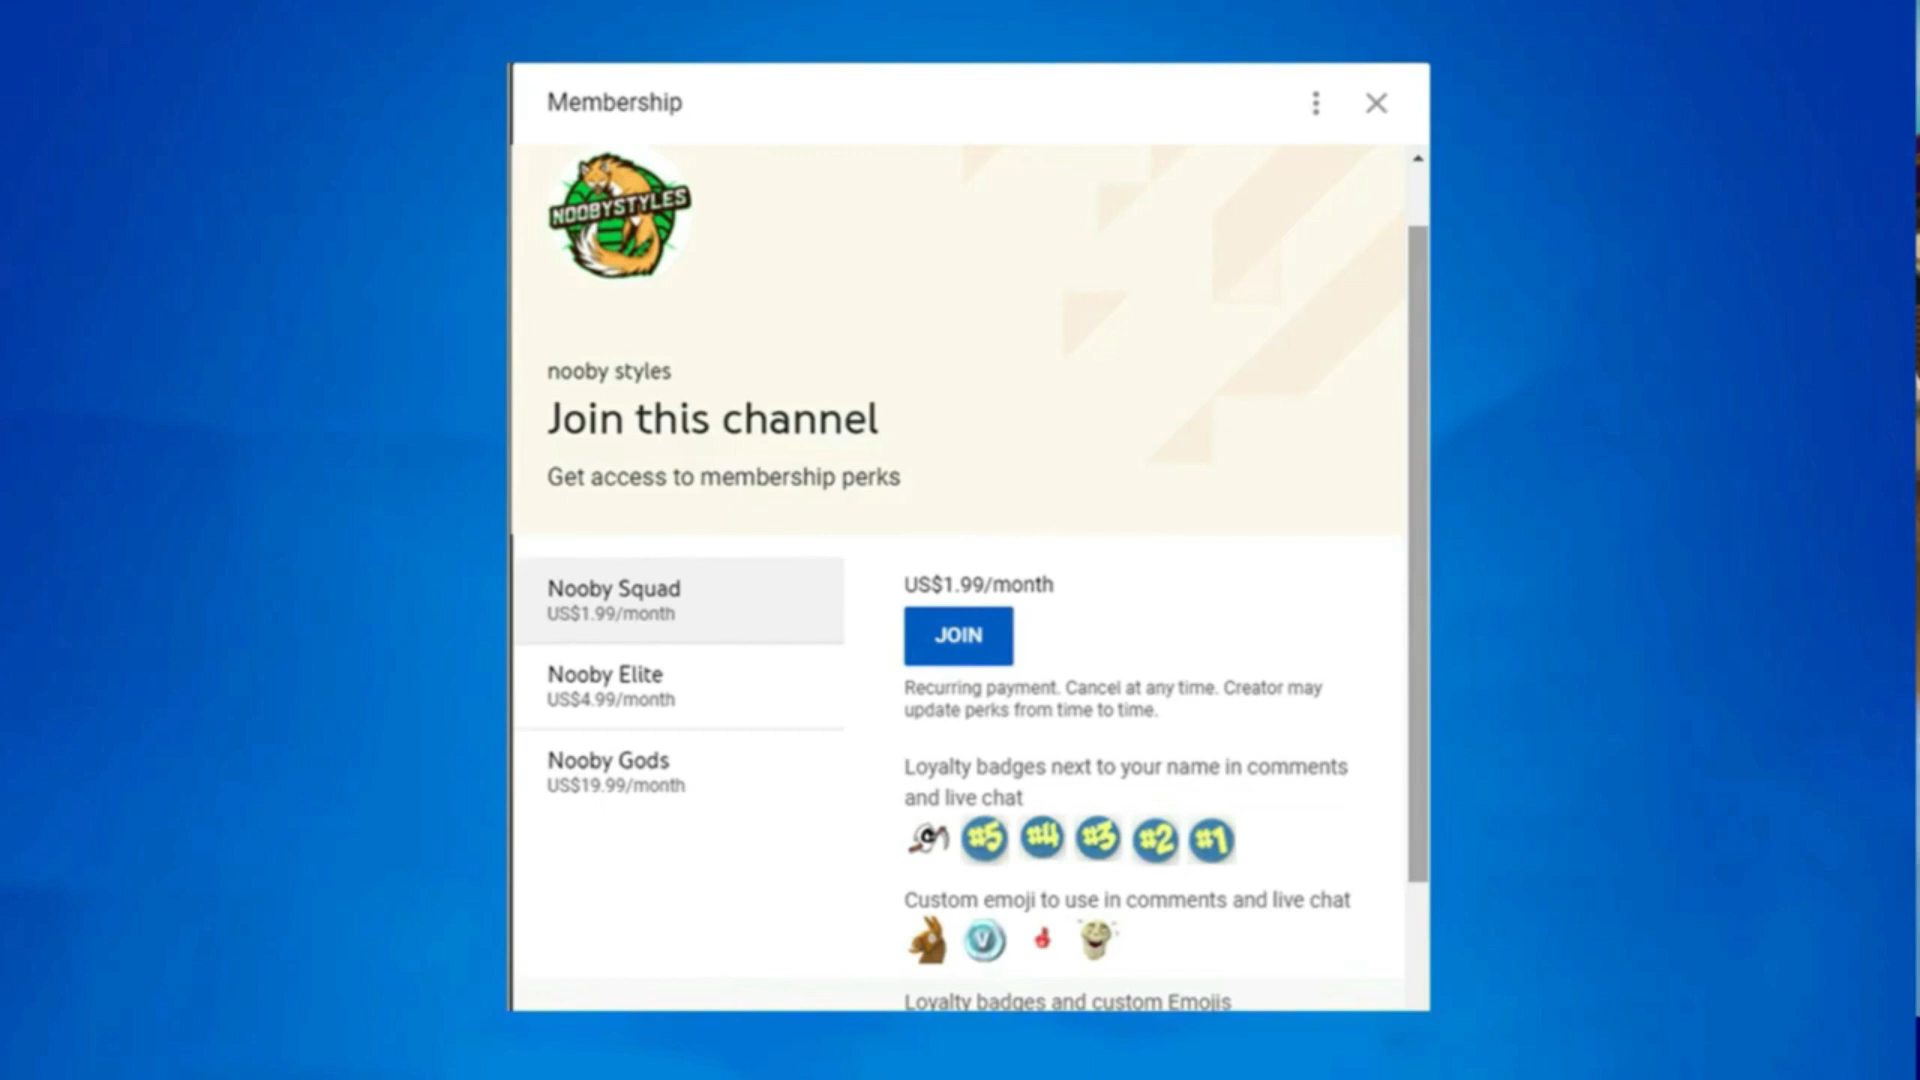 Membership
NOOBYSTYLES
nooby styles
Join this channel
Get access to membership perks
Nooby Squad
US$1.99/month
Nooby Elite
US$4.99/month
Nooby Gods
US$19.99/month
US$1.99/month
JOIN
Recurring payment. Cancel at any time. Creator may
update perks from time to time.
Loyalty badges next to your name in comments
and live chat
#5 #4 #3 #2 #1
Custom emoji to use in comments and live chat
V
Loyalty badges and custom Emojis